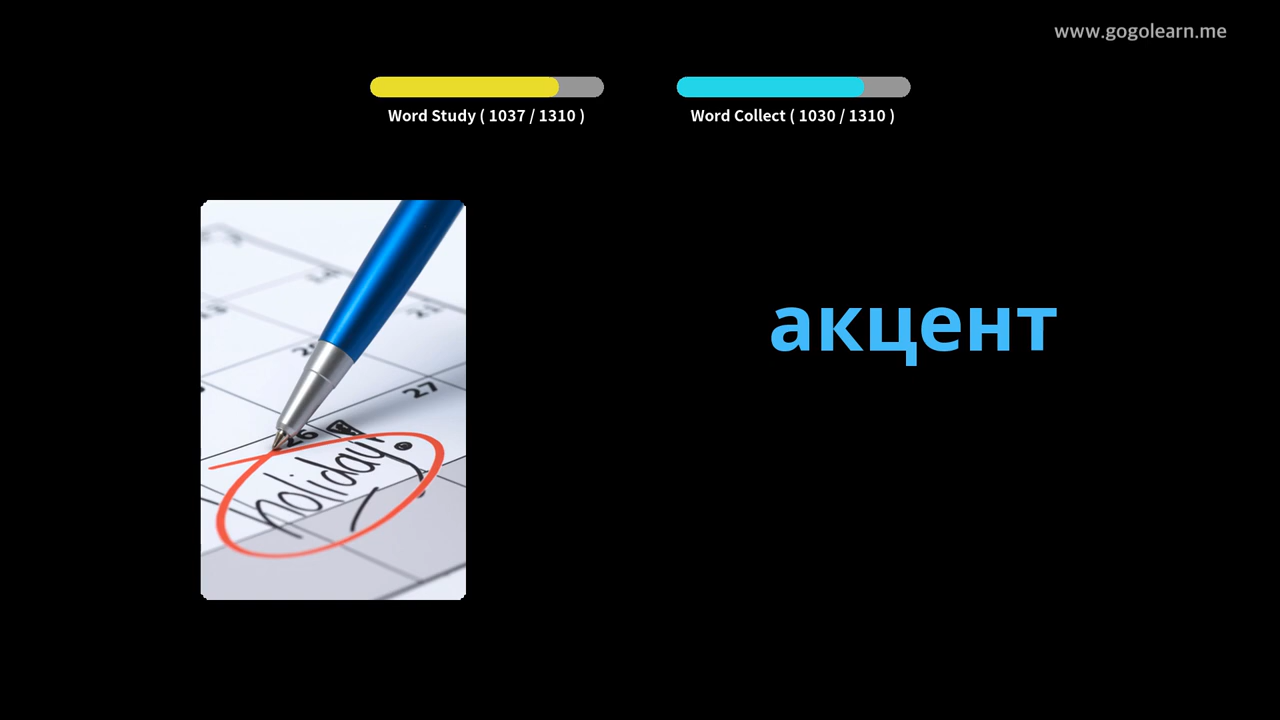 www.gogolearn.me
Word Study ( 1037 / 1310 )
Word Collect ( 1030 / 1310 )
акцент
27
26
holiday!